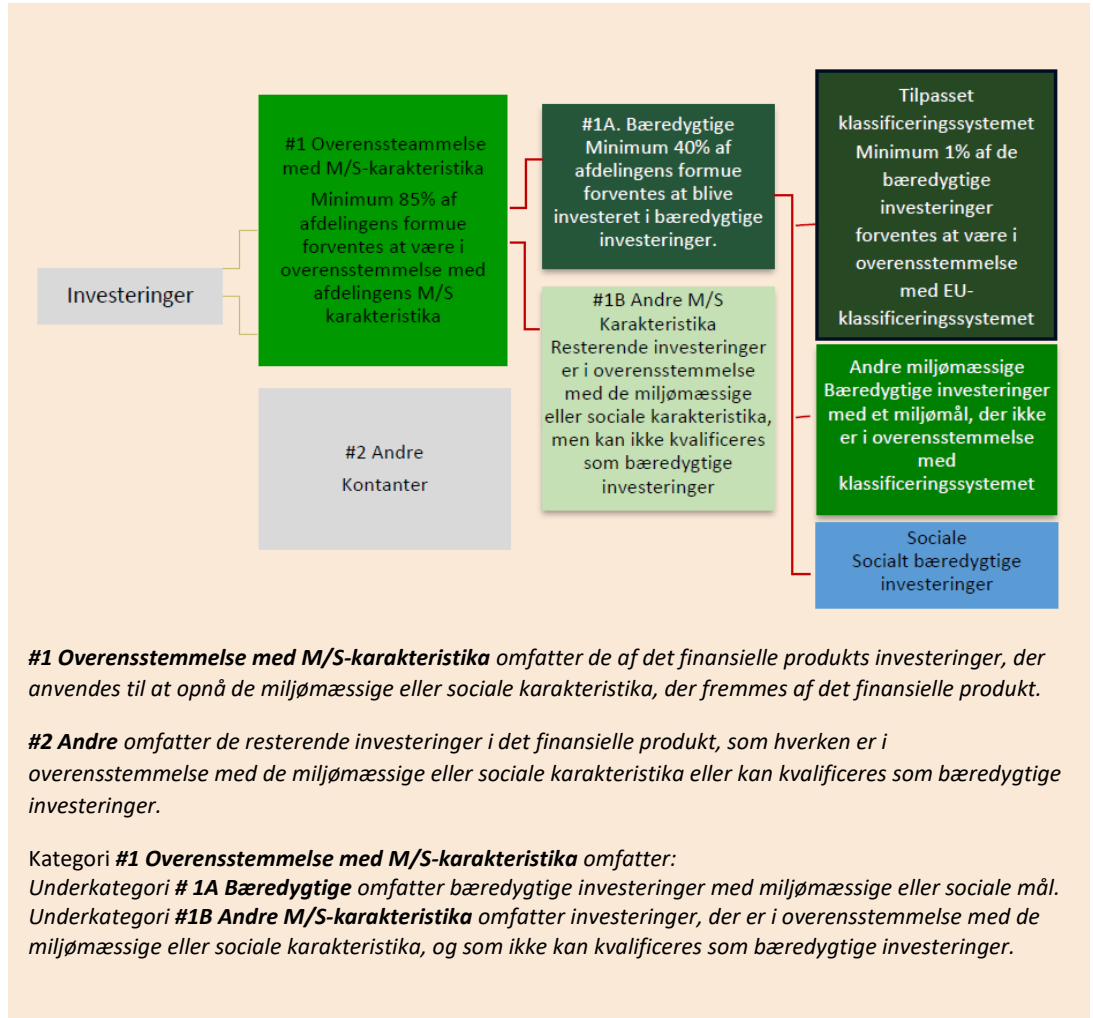 Investeringer
#1 Overenssteammelse
med M/S-karakteristika
Minimum 85% af
afdelingens formue
forventes at være i
overensstemmelse med
afdelingens M/S
karakteristika
#2 Andre
Kontanter
#1A. Bæredygtige
Minimum 40% af
afdelingens formue
forventes at blive
investeret i bæredygtige
investeringer.
#1B Andre M/S
Karakteristika
Resterende investeringer
er i overensstemmelse
med de miljømæssige
eller sociale karakteristika,
men kan ikke kvalificeres
som bæredygtige
investeringer
Tilpasset
klassificeringssystemet
Minimum 1% af de
bæredygtige
investeringer
forventes at være i
overensstemmelse
med EU-
klassificeringssystemet
Andre miljømæssige
Bæredygtige investeringer
med et miljømål, der ikke
er i overensstemmelse
med
klassificeringssystemet
Sociale
Socialt bæredygtige
investeringer
#1 Overensstemmelse med M/S-karakteristika omfatter de af det finansielle produkts investeringer, der
anvendes til at opnå de miljømæssige eller sociale karakteristika, der fremmes af det finansielle produkt.
#2 Andre omfatter de resterende investeringer i det finansielle produkt, som hverken er i
overensstemmelse med de miljømæssige eller sociale karakteristika eller kan kvalificeres som bæredygtige
investeringer.
Kategori #1 Overensstemmelse med M/S-karakteristika omfatter:
Underkategori # 1A Bæredygtige omfatter bæredygtige investeringer med miljømæssige eller sociale mål.
Underkategori #1B Andre M/S-karakteristika omfatter investeringer, der er i overensstemmelse med de
miljømæssige eller sociale karakteristika, og som ikke kan kvalificeres som bæredygtige investeringer.